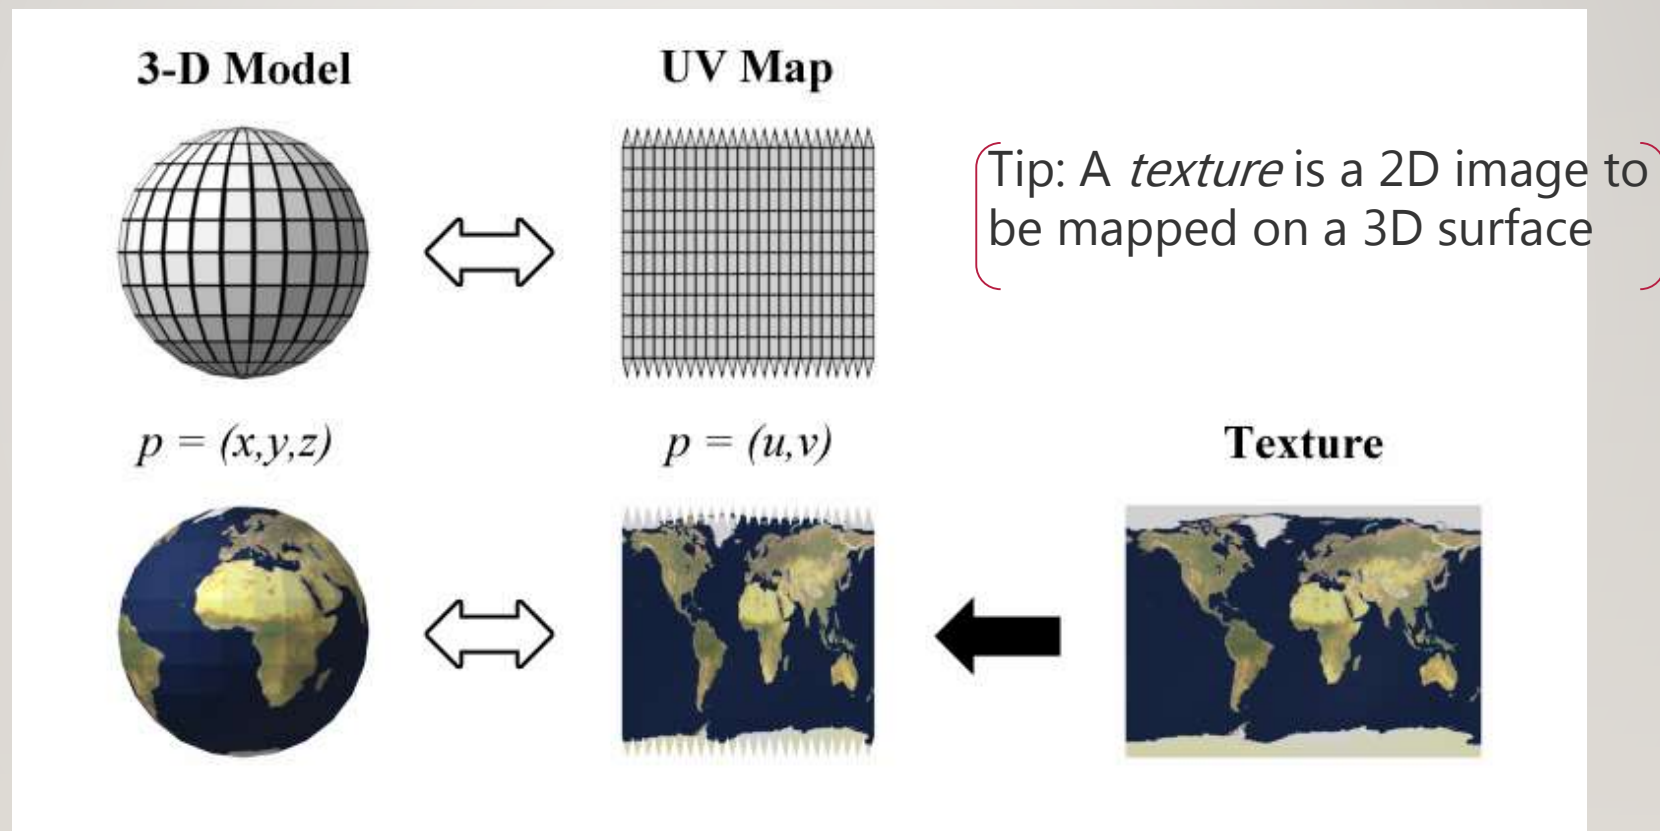 3-D Model
UV Map
Tip: A texture is a 2D image to
be mapped on a 3D surface
p = (x,y,z)
p = (u,v)
Texture